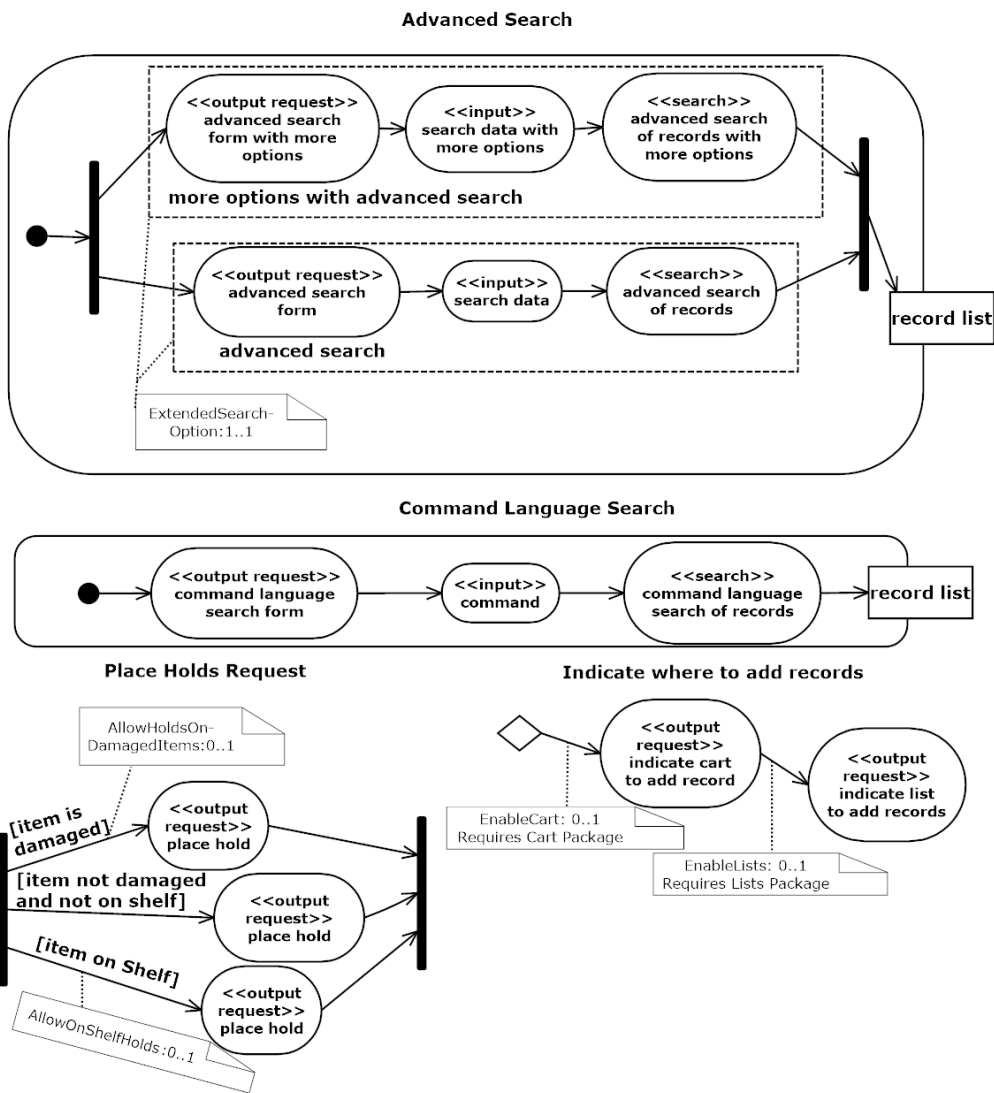 Advanced Search
<<output request>>
advanced search
form with more
options
<<input>>
search data with
more options
<<search>>
advanced search
of records with
more options
more options with advanced search
<<output request>>
advanced search
form
<<input>>
search data
<<search>>
advanced search
of records
advanced search
record list
ExtendedSearch-
Option:1..1
Command Language Search
<<output request>>
command language
search form
<<input>>
command
<<search>>
command language
search of records
record list
Place Holds Request
AllowHoldsOn-
DamagedItems:0..1
[item is
damaged]
<<output
request>>
place hold
[item not damaged
and not on shelf]
<<output
request>>
place hold
[item on Shelf]
<<output
request>>
place hold
AllowOnShelfHolds:0..1
Indicate where to add records
<<output
request>>
indicate cart
to add record
<<output
request>>
indicate list
to add records
EnableCart: 0..1
Requires Cart Package
EnableLists: 0..1
Requires Lists Package